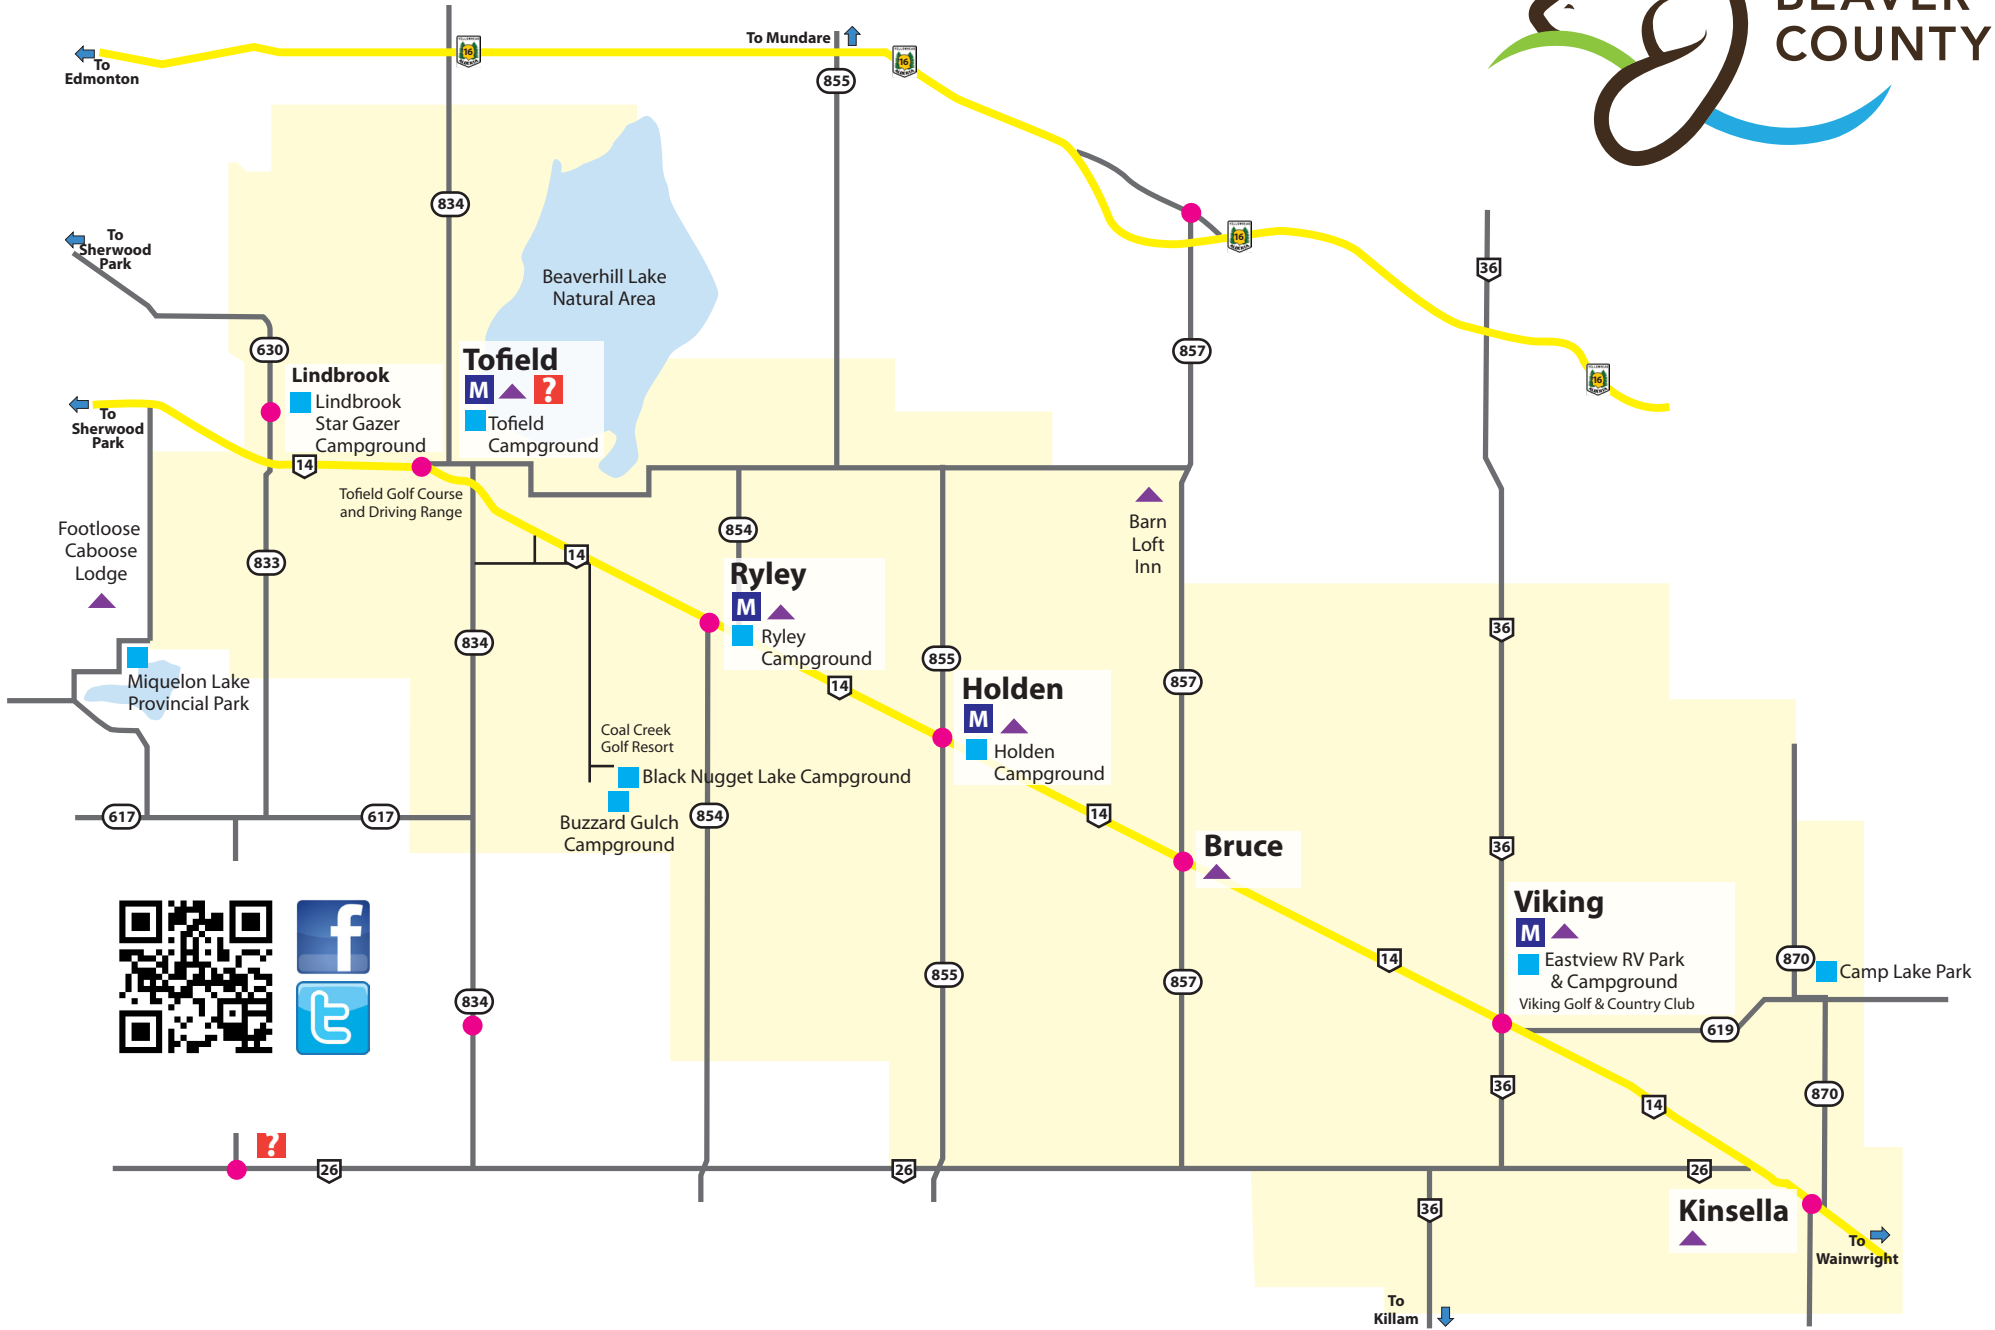 BEAVER
COUNTY
To
Edmonton
16
To Mundare
855
16
834
To
Sherwood
Park
Beaverhill Lake
Natural Area
16
36
630
857
16
Lindbrook
Lindbrook
Star Gazer
Campground
Tofield
M
?
Tofield
Campground
To
Sherwood
Park
14
Tofield Golf Course
and Driving Range
Footloose
Caboose
Lodge
833
14
854
Barn
Loft
Inn
Ryley
M
Ryley
Campground
834
855
857
36
14
Miquelon Lake
Provincial Park
Holden
M
Holden
Campground
Coal Creek
Golf Resort
Black Nugget Lake Campground
Buzzard Gulch
Campground
617
617
854
14
36
Bruce
Viking
M
Eastview RV Park
& Campground
Viking Golf & Country Club
f
t
834
855
857
14
870
Camp Lake Park
619
36
14
870
?
26
26
26
36
Kinsella
To
Wainwright
To
Killam